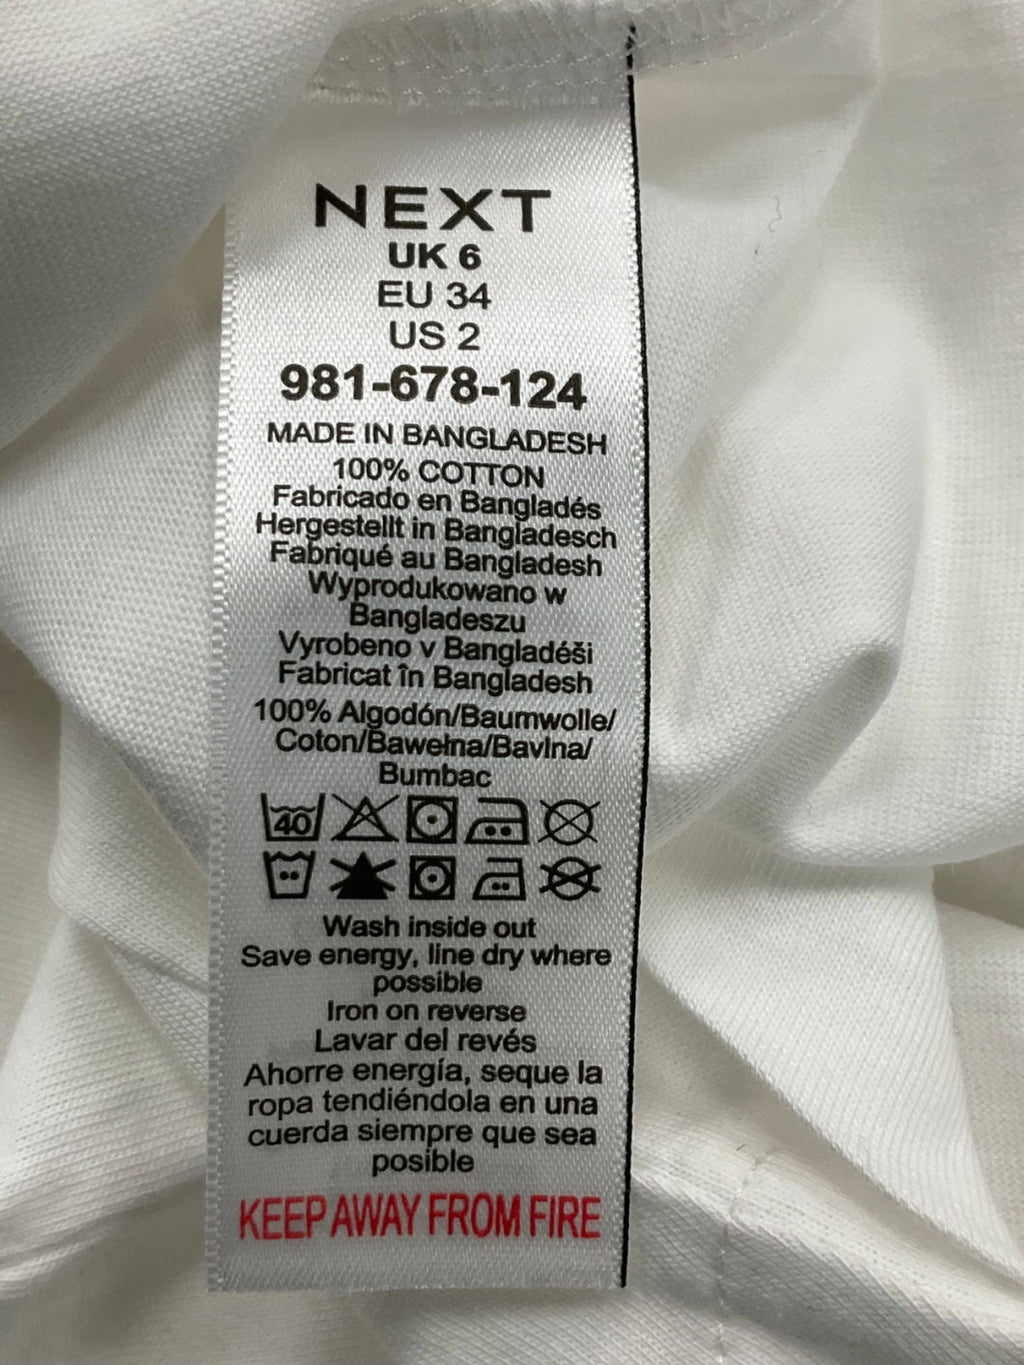 NEXT
UK 6
EU 34
US 2
981-678-124
MADE IN BANGLADESH
100% COTTON
Fabricado en Bangladés
Hergestellt in Bangladesch
Fabriqué au Bangladesh
Wyprodukowano w
Bangladeszu
Vyrobeno v Bangladéši
Fabricat în Bangladesh
100% Algodón/Baumwolle/
Coton/Bawełna/Bavlna/
Bumbac
40
Wash inside out
Save energy, line dry where
possible
Iron on reverse
Lavar del revés
Ahorre energía, seque la
ropa tendiéndola en una
cuerda siempre que sea
posible
KEEP AWAY FROM FIRE